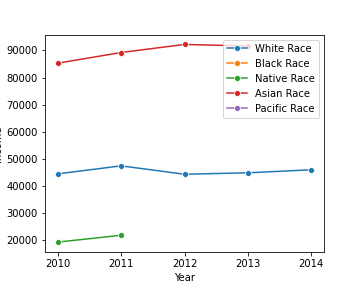 White Race
Black Race
Native Race
Asian Race
Pacific Race
90000
80000
70000
60000
50000
40000
30000
20000
2010
2011
2012
2013
2014
Year